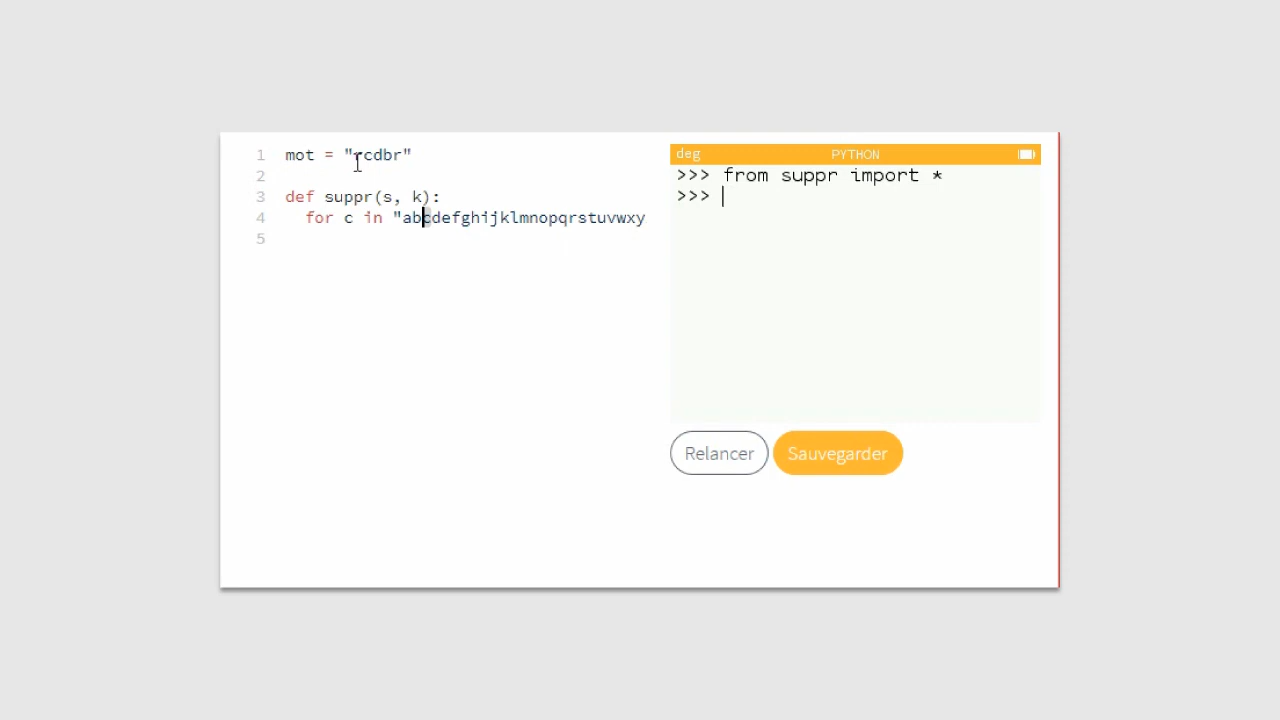 1 mot = "rcdbr"
2
3 def suppr(s, k):
4 for c in "abcdefghijklmnopqrstuvwxy
5
deg PYTHON
>>> from suppr import *
>>>
Relancer Sauvegarder